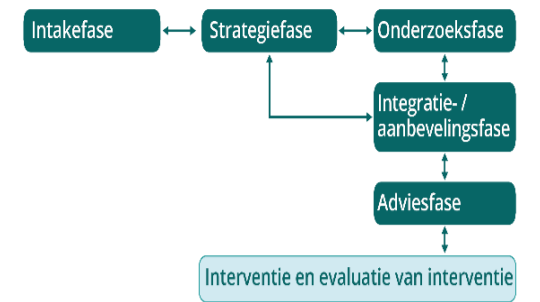 Intakefase
Strategiefase
Onderzoeksfase
Integratie- /
aanbevelingsfase
Adviesfase
Interventie en evaluatie van interventie